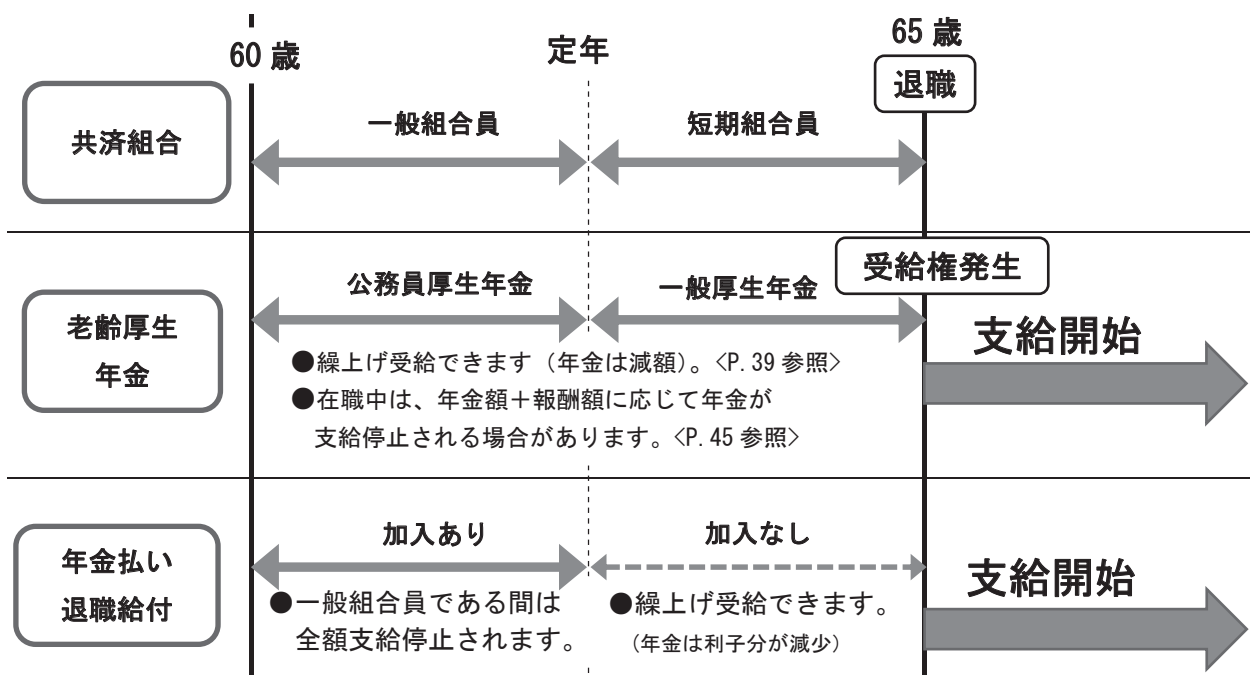 60 歳
定年
65 歳
退職
共済組合
一般組合員
短期組合員
受給権発生
老齢厚生
年金
公務員厚生年金
一般厚生年金
支給開始
●繰上げ受給できます（年金は減額）。<P. 39 参照>
●在職中は、年金額＋報酬額に応じて年金が
支給停止される場合があります。<P. 45 参照>
年金払い
退職給付
加入あり
加入なし
支給開始
●一般組合員である間は
全額支給停止されます。
●繰上げ受給できます。
（年金は利子分が減少）